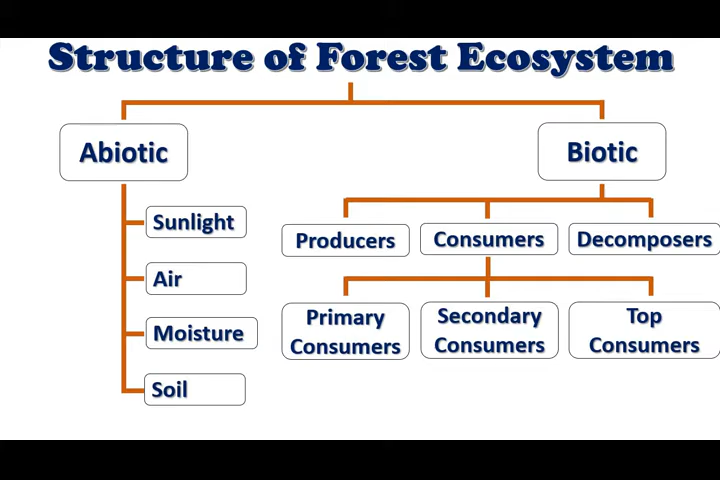 Structure of Forest Ecosystem
Abiotic
Biotic
Sunlight
Air
Moisture
Soil
Producers
Consumers
Decomposers
Primary
Consumers
Secondary
Consumers
Top
Consumers